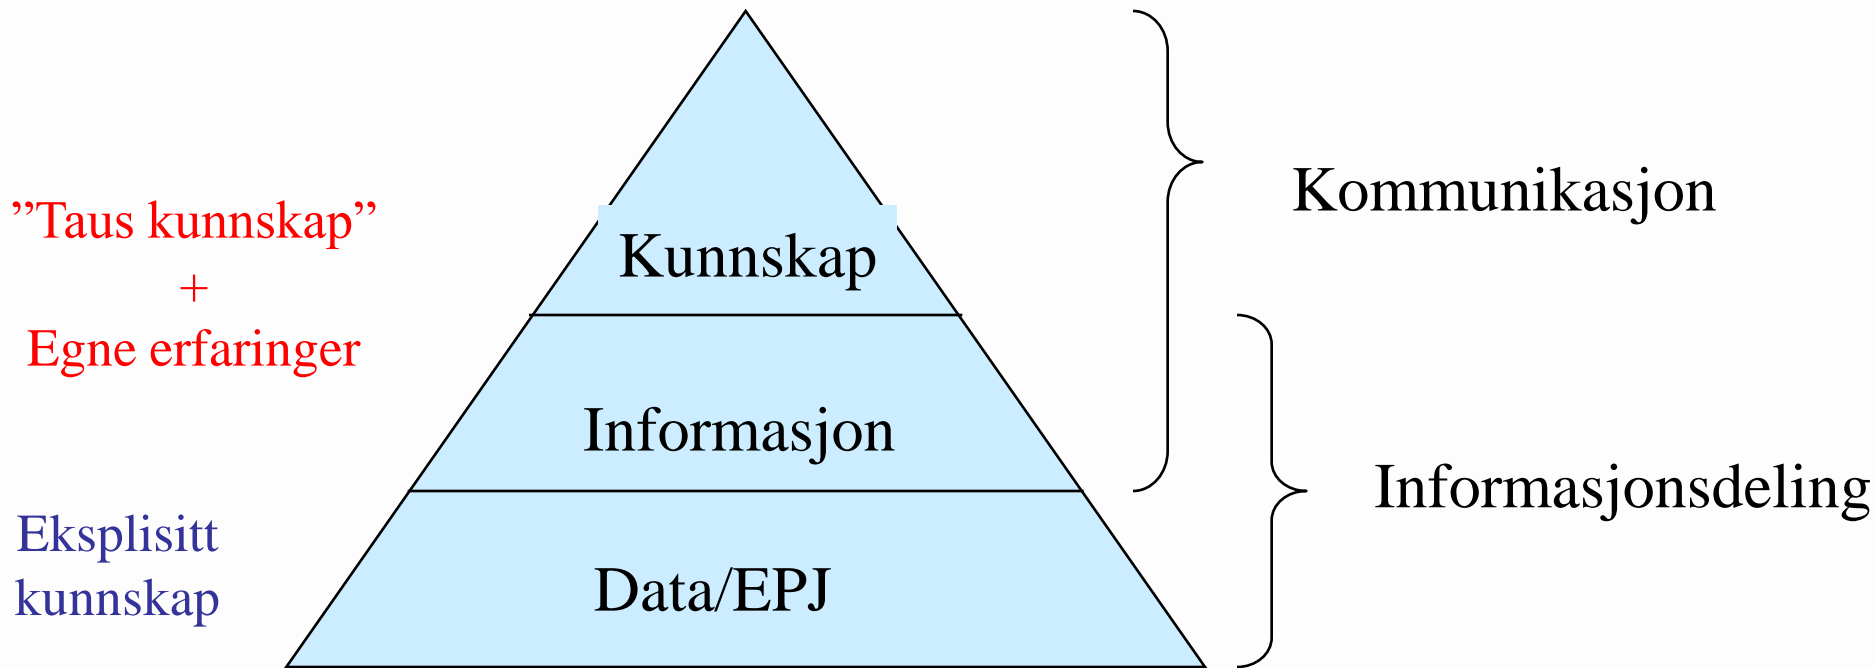 ”Taus kunnskap”
+
Egne erfaringer
Eksplisitt
kunnskap
Kunnskap
Informasjon
Data/EPJ
Kommunikasjon
Informasjonsdeling